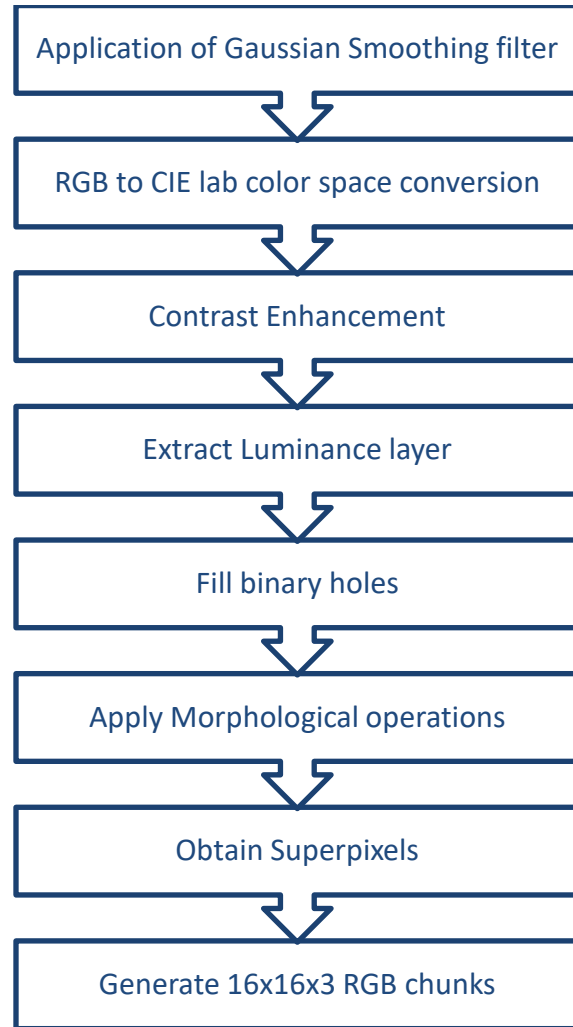 Application of Gaussian Smoothing filter
RGB to CIE lab color space conversion
Contrast Enhancement
Extract Luminance layer
Fill binary holes
Apply Morphological operations
Obtain Superpixels
Generate 16x16x3 RGB chunks